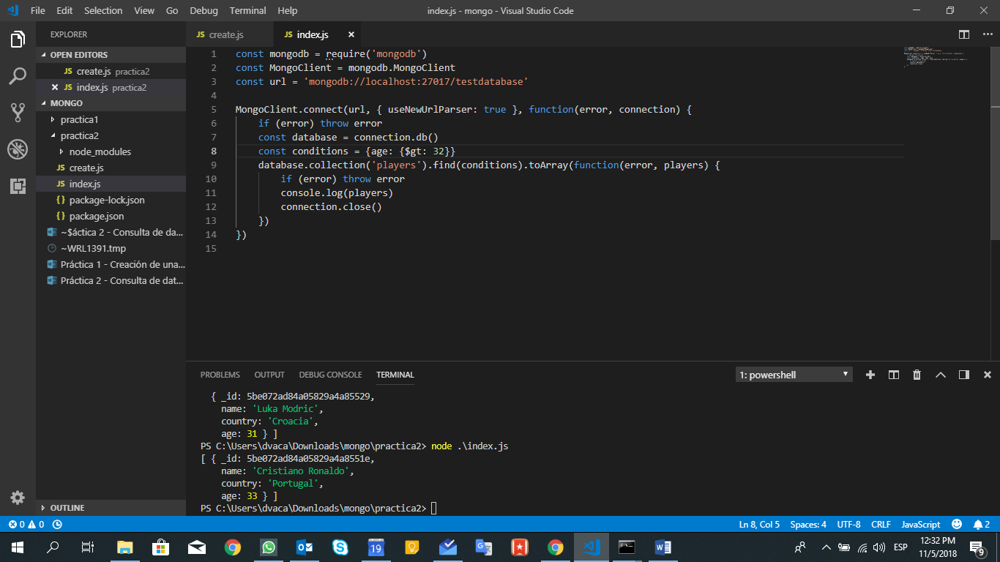 File Edit Selection View Go Debug Terminal Help
index.js - mongo - Visual Studio Code
EXPLORER
OPEN EDITORS
JS create.js practica2
JS index.js practica2
MONGO
practica1
practica2
node_modules
JS create.js
JS index.js
{} package-lock.json
{} package.json
~$áctica 2 - Consulta de da...
~WRL1391.tmp
Práctica 1 - Creación de una...
Práctica 2 - Consulta de dat...
OUTLINE
JS create.js
JS index.js
1 const mongodb = require('mongodb')
2 const MongoClient = mongodb.MongoClient
3 const url = 'mongodb://localhost:27017/testdatabase'
4
5 MongoClient.connect(url, { useNewUrlParser: true }, function(error, connection) {
6 if (error) throw error
7 const database = connection.db()
8 const conditions = {age: {$gt: 32}}
9 database.collection('players').find(conditions).toArray(function(error, players) {
10 if (error) throw error
11 console.log(players)
12 connection.close()
13 })
14 })
15
PROBLEMS OUTPUT DEBUG CONSOLE TERMINAL
1: powershell
{ _id: 5be072ad84a05829a4a85529,
name: 'Luka Modric',
country: 'Croacia',
age: 31 } ]
PS C:\Users\dvaca\Downloads\mongo\practica2> node .\index.js
[ { _id: 5be072ad84a05829a4a8551e,
name: 'Cristiano Ronaldo',
country: 'Portugal',
age: 33 } ]
PS C:\Users\dvaca\Downloads\mongo\practica2>
0 0
Ln 8, Col 5 Spaces: 4 UTF-8 CRLF JavaScript 2
19
ESP
12:32 PM
11/5/2018
9